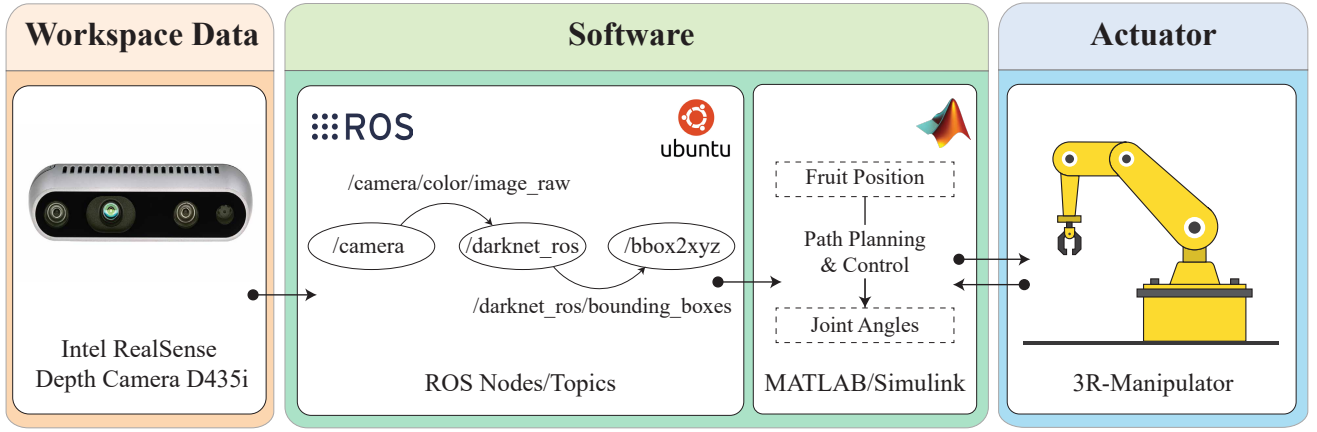 Workspace Data
Software
Actuator
ROS
ubuntu
/camera/color/image_raw
/camera
/darknet_ros
/bbox2xyz
/darknet_ros/bounding_boxes
Fruit Position
Path Planning
& Control
Joint Angles
Intel RealSense
Depth Camera D435i
ROS Nodes/Topics
MATLAB/Simulink
3R-Manipulator